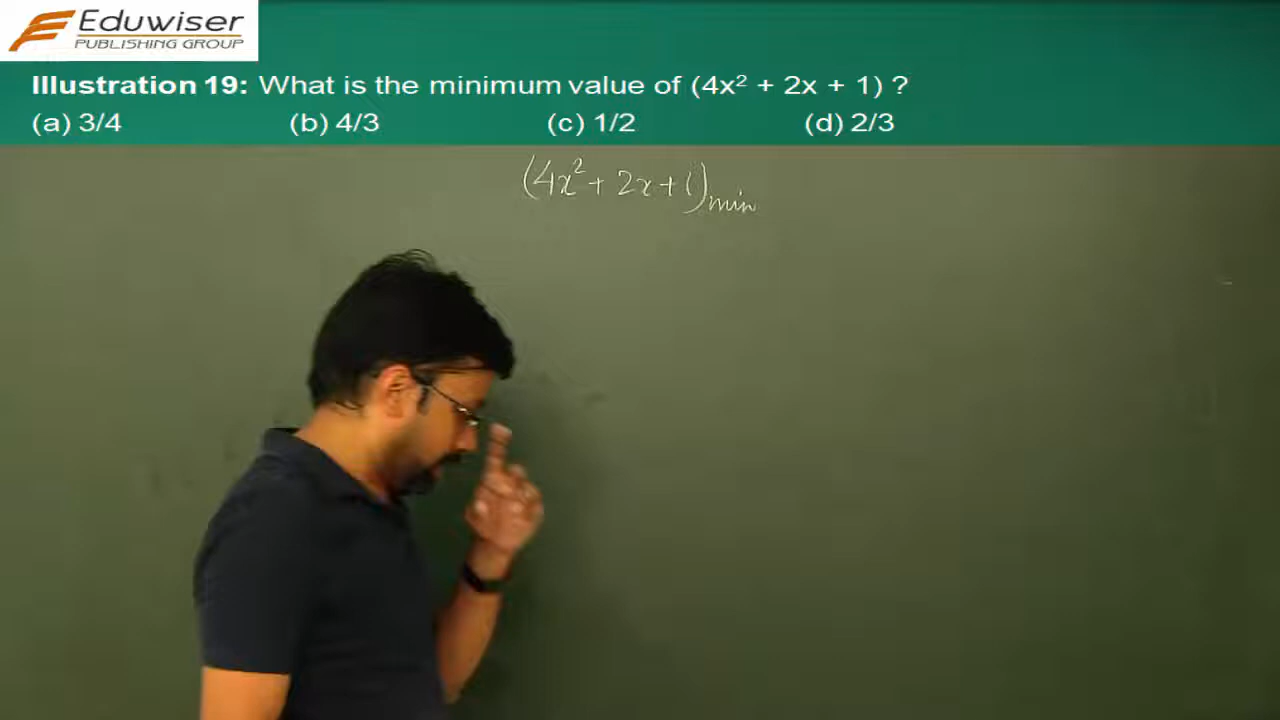 Eduwiser
PUBLISHING GROUP
Illustration 19: What is the minimum value of (4x² + 2x + 1) ?
(a) 3/4 (b) 4/3 (c) 1/2 (d) 2/3
(4x² + 2x + 1)min